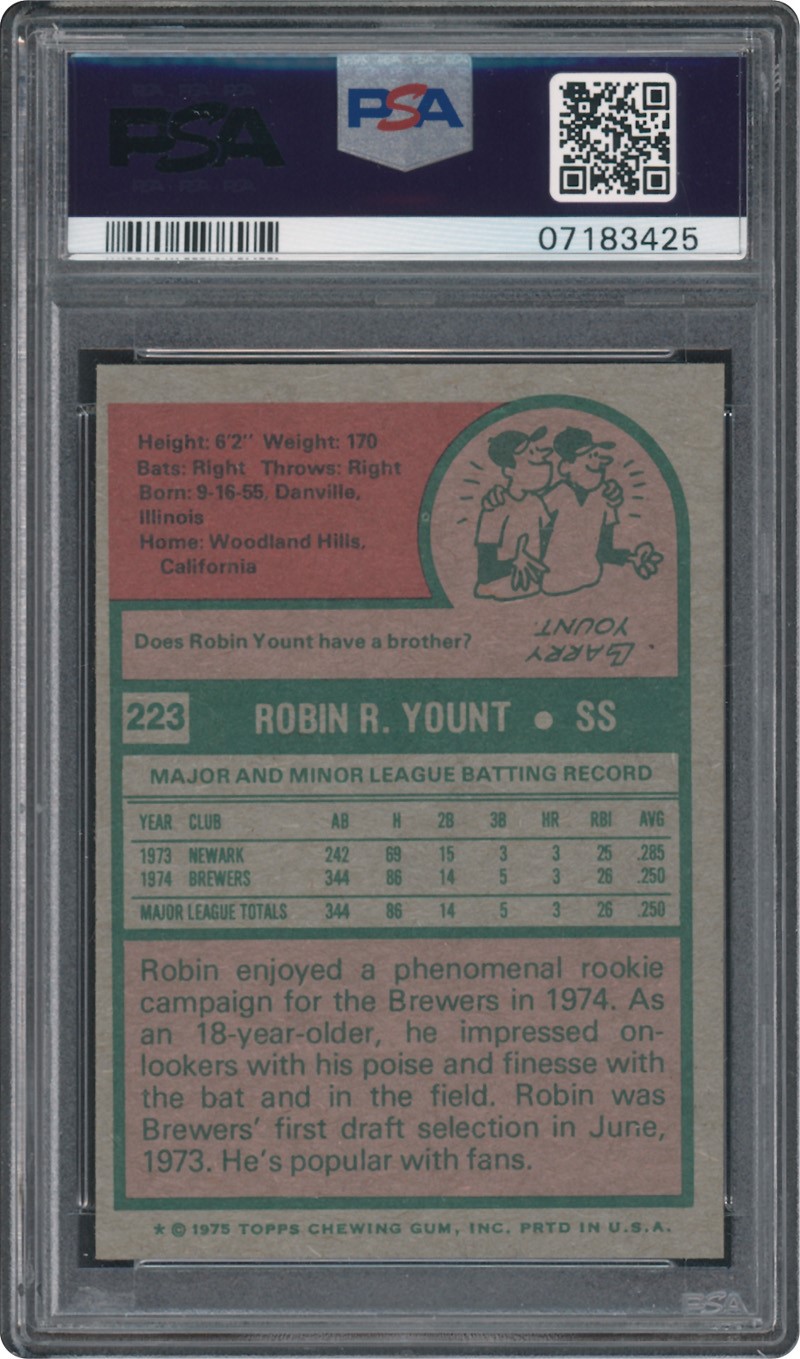 PSA
PSA
07183425
Height: 6'2" Weight: 170
Bats: Right Throws: Right
Born: 9-16-55, Danville,
Illinois
Home: Woodland Hills,
California
Does Robin Yount have a brother?
LARRY
YOUNT.
223 ROBIN R. YOUNT • SS
MAJOR AND MINOR LEAGUE BATTING RECORD
YEAR CLUB AB H 2B 3B HR RBI AVG
1973 NEWARK 242 69 15 3 3 25 .285
1974 BREWERS 344 86 14 5 3 26 .250
MAJOR LEAGUE TOTALS 344 86 14 5 3 26 .250
Robin enjoyed a phenomenal rookie
campaign for the Brewers in 1974. As
an 18-year-older, he impressed on-
lookers with his poise and finesse with
the bat and in the field. Robin was
Brewers' first draft selection in June,
1973. He's popular with fans.
* © 1975 TOPPS CHEWING GUM, INC. PRTD IN U.S.A.
PSA